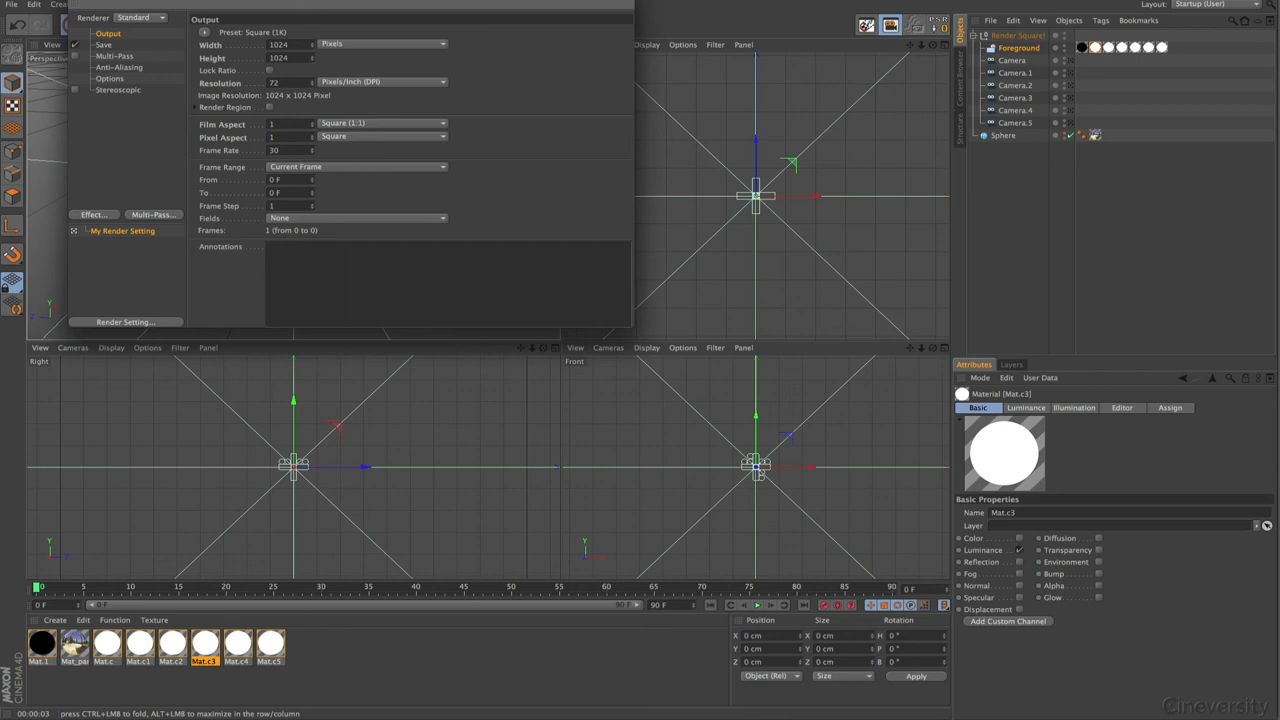 File Edit Crea
Layout: Startup (User)
Renderer Standard
Output
Save
Multi-Pass
Anti-Aliasing
Options
Stereoscopic
Effect... Multi-Pass...
My Render Setting
Render Setting...
Output
Preset: Square (1K)
Width 1024 Pixels
Height 1024
Lock Ratio
Resolution 72 Pixels/Inch (DPI)
Image Resolution: 1024 x 1024 Pixel
Render Region
Film Aspect 1 Square (1:1)
Pixel Aspect 1 Square
Frame Rate 30
Frame Range Current Frame
From 0 F
To 0 F
Frame Step 1
Fields None
Frames: 1 (from 0 to 0)
Annotations
View
Perspe
Display Options Filter Panel
PSR
0
Objects
Content Browser
Structure
File Edit View Objects Tags Bookmarks
Render Square!
Foreground
Camera
Camera.1
Camera.2
Camera.3
Camera.4
Camera.5
Sphere
View Cameras Display Options Filter Panel
Right
View Cameras Display Options Filter Panel
Front
Y
Z
Y
Z
Y
X
Attributes Layers
Mode Edit User Data
Material [Mat.c3]
Basic Luminance Illumination Editor Assign
Basic Properties
Name Mat.c3
Layer
Color Diffusion
Luminance Transparency
Reflection Environment
Fog Bump
Normal Alpha
Specular Glow
Displacement
Add Custom Channel
0 5 10 15 20 25 30 35 40 45 50 55 60 65 70 75 80 85 90 0 F
0 F 0 F 90 F 90 F
Create Edit Function Texture
Mat.1 Mat_pa Mat.c Mat.c1 Mat.c2 Mat.c3 Mat.c4 Mat.c5
Position Size Rotation
X 0 cm X 0 cm H 0 °
Y 0 cm Y 0 cm P 0 °
Z 0 cm Z 0 cm B 0 °
Object (Rel) Size Apply
MAXON
CINEMA4D
00:00:03 press CTRL+LMB to fold, ALT+LMB to maximize in the row/column
Cineversity